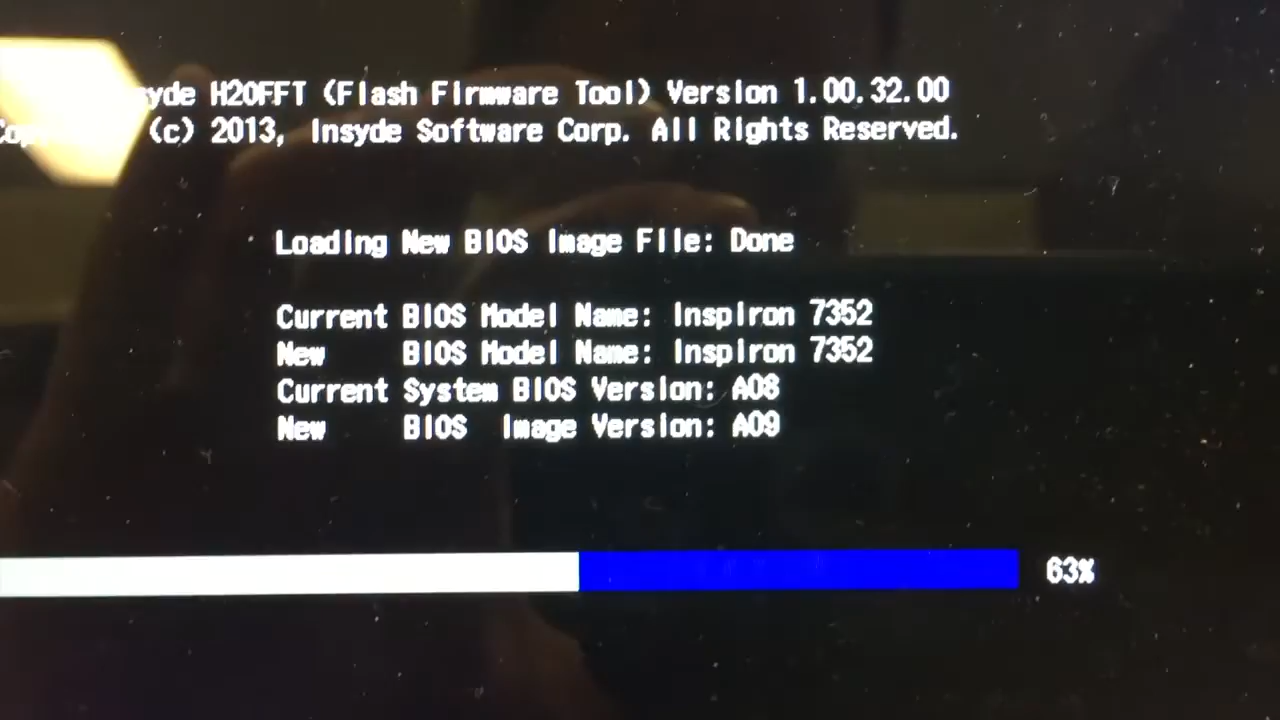 H2OFFT (Flash Firmware Tool) Version 1.00.32.00
(c) 2013, Insyde Software Corp. All Rights Reserved.
Loading New BIOS Image File: Done
Current BIOS Model Name: Inspiron 7352
New BIOS Model Name: Inspiron 7352
Current System BIOS Version: A08
New BIOS Image Version: A09
63%